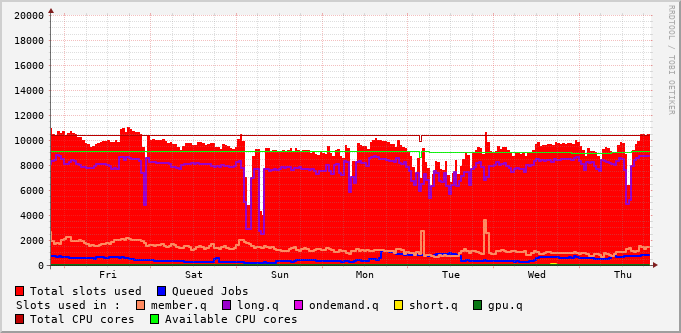 20000
18000
16000
14000
12000
10000
8000
6000
4000
2000
0
Fri Sat Sun Mon Tue Wed Thu
Total slots used Queued Jobs
Slots used in : member.q long.q ondemand.q short.q gpu.q
Total CPU cores Available CPU cores
RRDTOOL / TOBI OETIKER